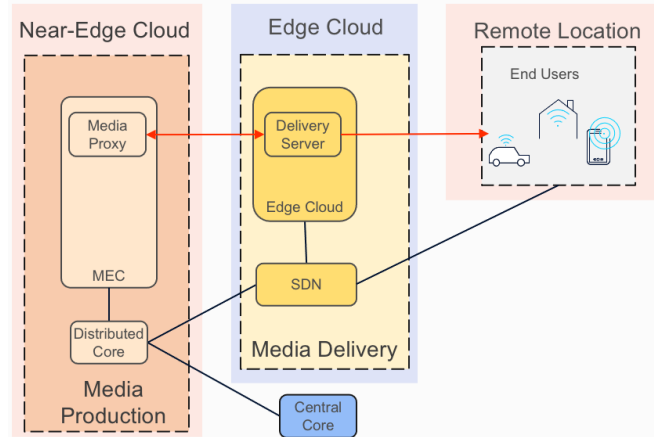 Near-Edge Cloud
Edge Cloud
Remote Location
End Users
Media
Proxy
Delivery
Server
Edge Cloud
MEC
SDN
Distributed
Core
Media Delivery
Media
Production
Central
Core